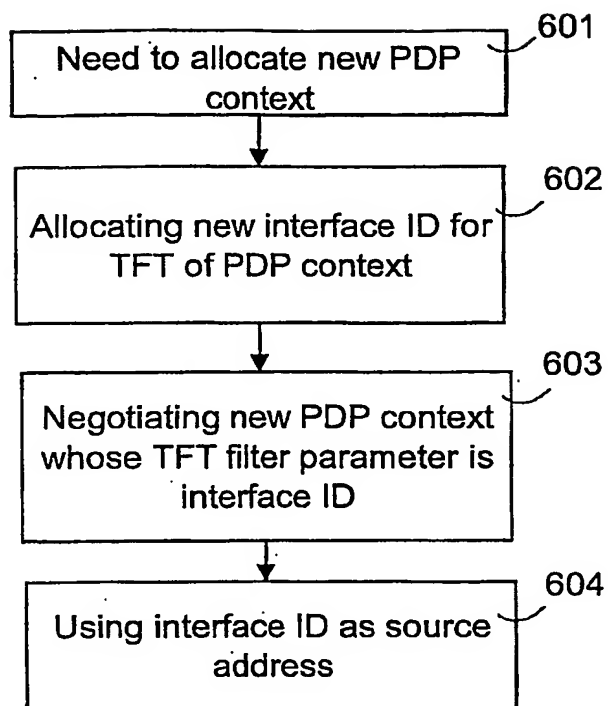 601
Need to allocate new PDP
context
602
Allocating new interface ID for
TFT of PDP context
603
Negotiating new PDP context
whose TFT filter parameter is
interface ID
604
Using interface ID as source
address